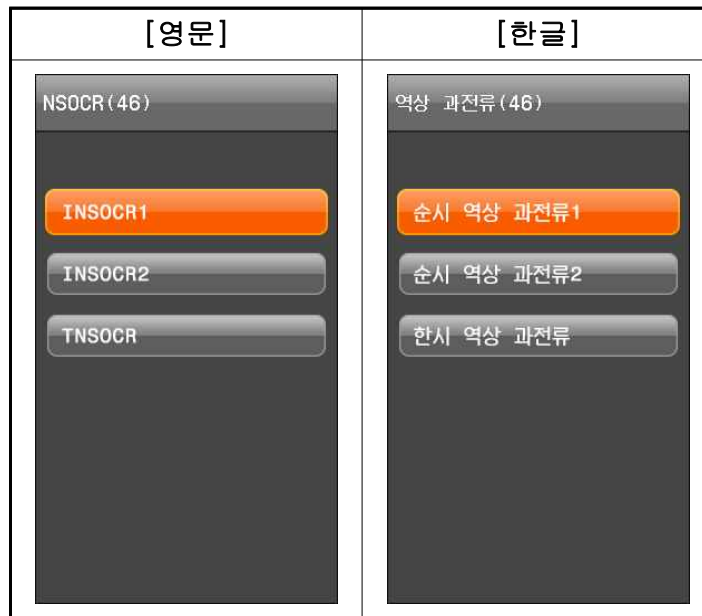 [영문] [한글]
NSOCR(46)
INSOCR1
INSOCR2
TNSOCR
역상 과전류(46)
순시 역상 과전류1
순시 역상 과전류2
한시 역상 과전류